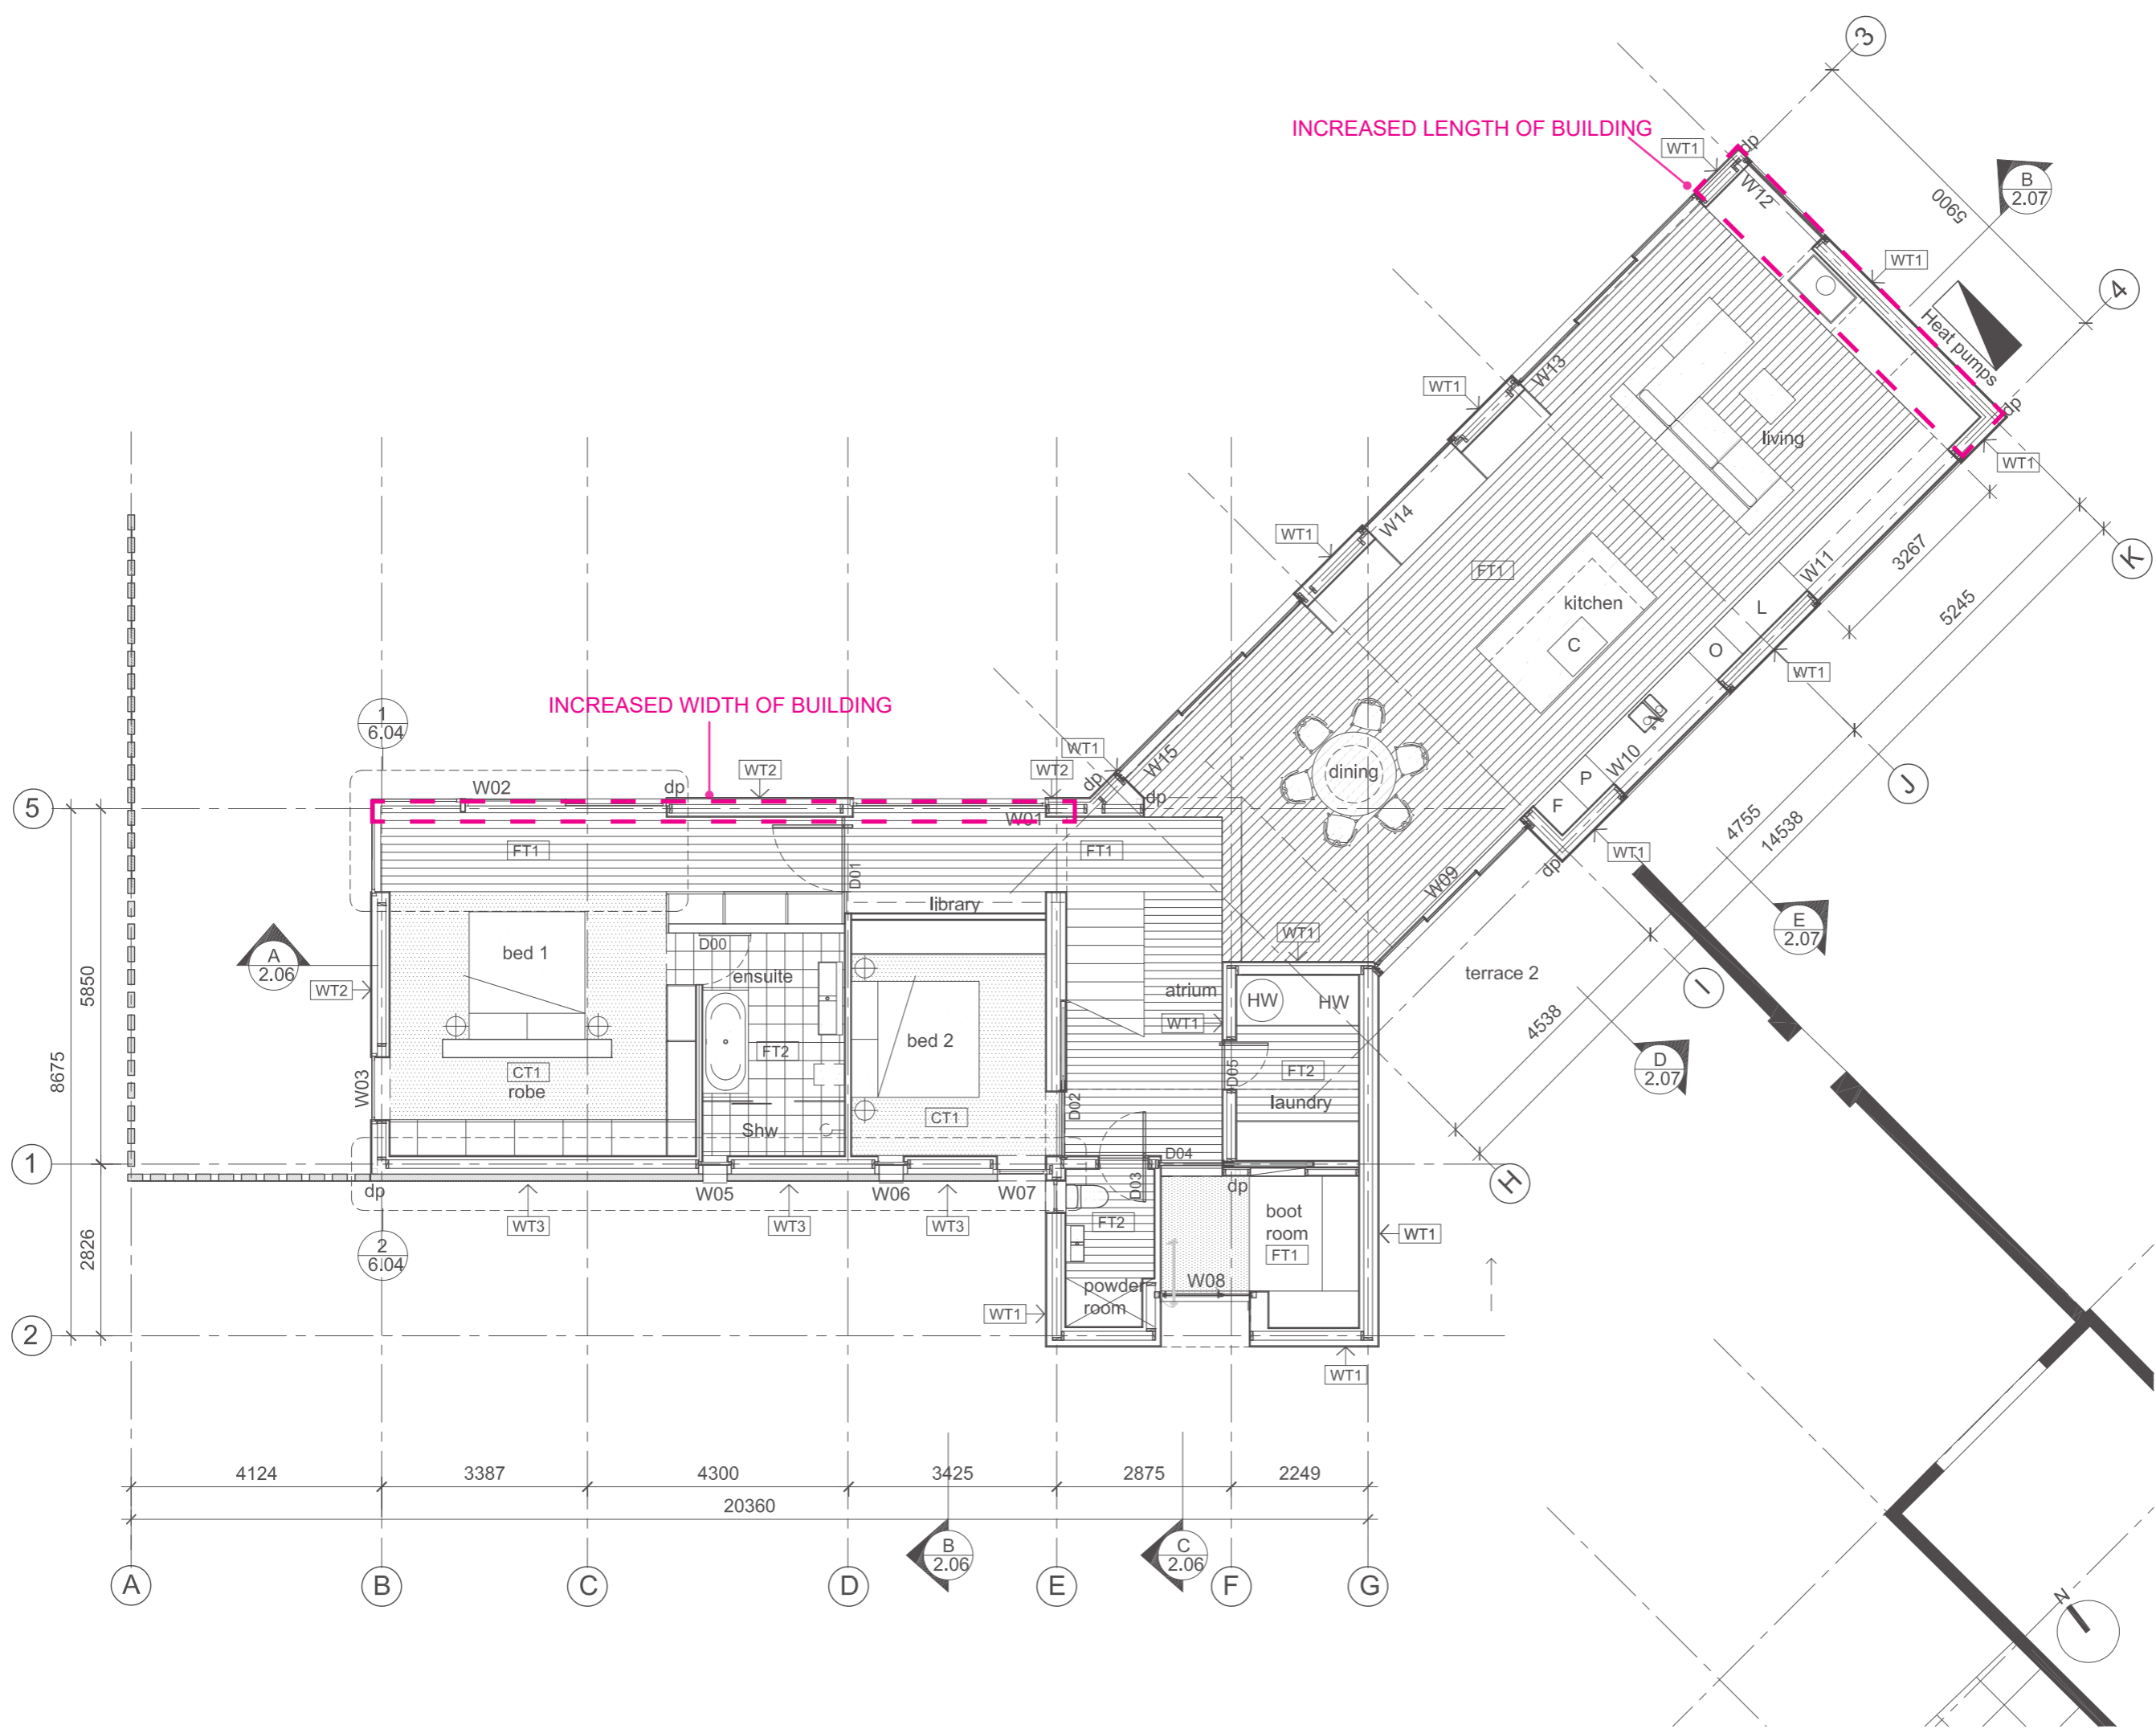 3
INCREASED LENGTH OF BUILDING
WT1
dp
W12
B
2.07
5900
WT1
4
Heat pumps
dp
WT1
W13
living
WT1
WT1
W14
FT1
kitchen
C
W11
3267
K
L
5245
O
WT1
1
6.04
INCREASED WIDTH OF BUILDING
WT1
W15
WT2
WT2
dp
dining
W10
P
J
W02
dp
dp
F
5
W01
4755
14538
FT1
FT1
WT1
dp
D01
W09
library
E
2.07
A
2.06
bed 1
D00
WT1
ensuite
terrace 2
5850
WT2
atrium
HW
HW
I
WT1
4538
bed 2
FT2
D
2.07
8675
CT1
robe
W03
D05
FT2
laundry
CT1
D02
Shw
1
D04
dp
W05
W06
W07
D03
dp
H
WT3
WT3
WT3
FT2
boot
room
FT1
WT1
2826
2
6.04
W08
powder
room
WT1
2
WT1
4124
3387
4300
3425
2875
2249
20360
B
2.06
C
2.06
A
B
C
D
E
F
G
N